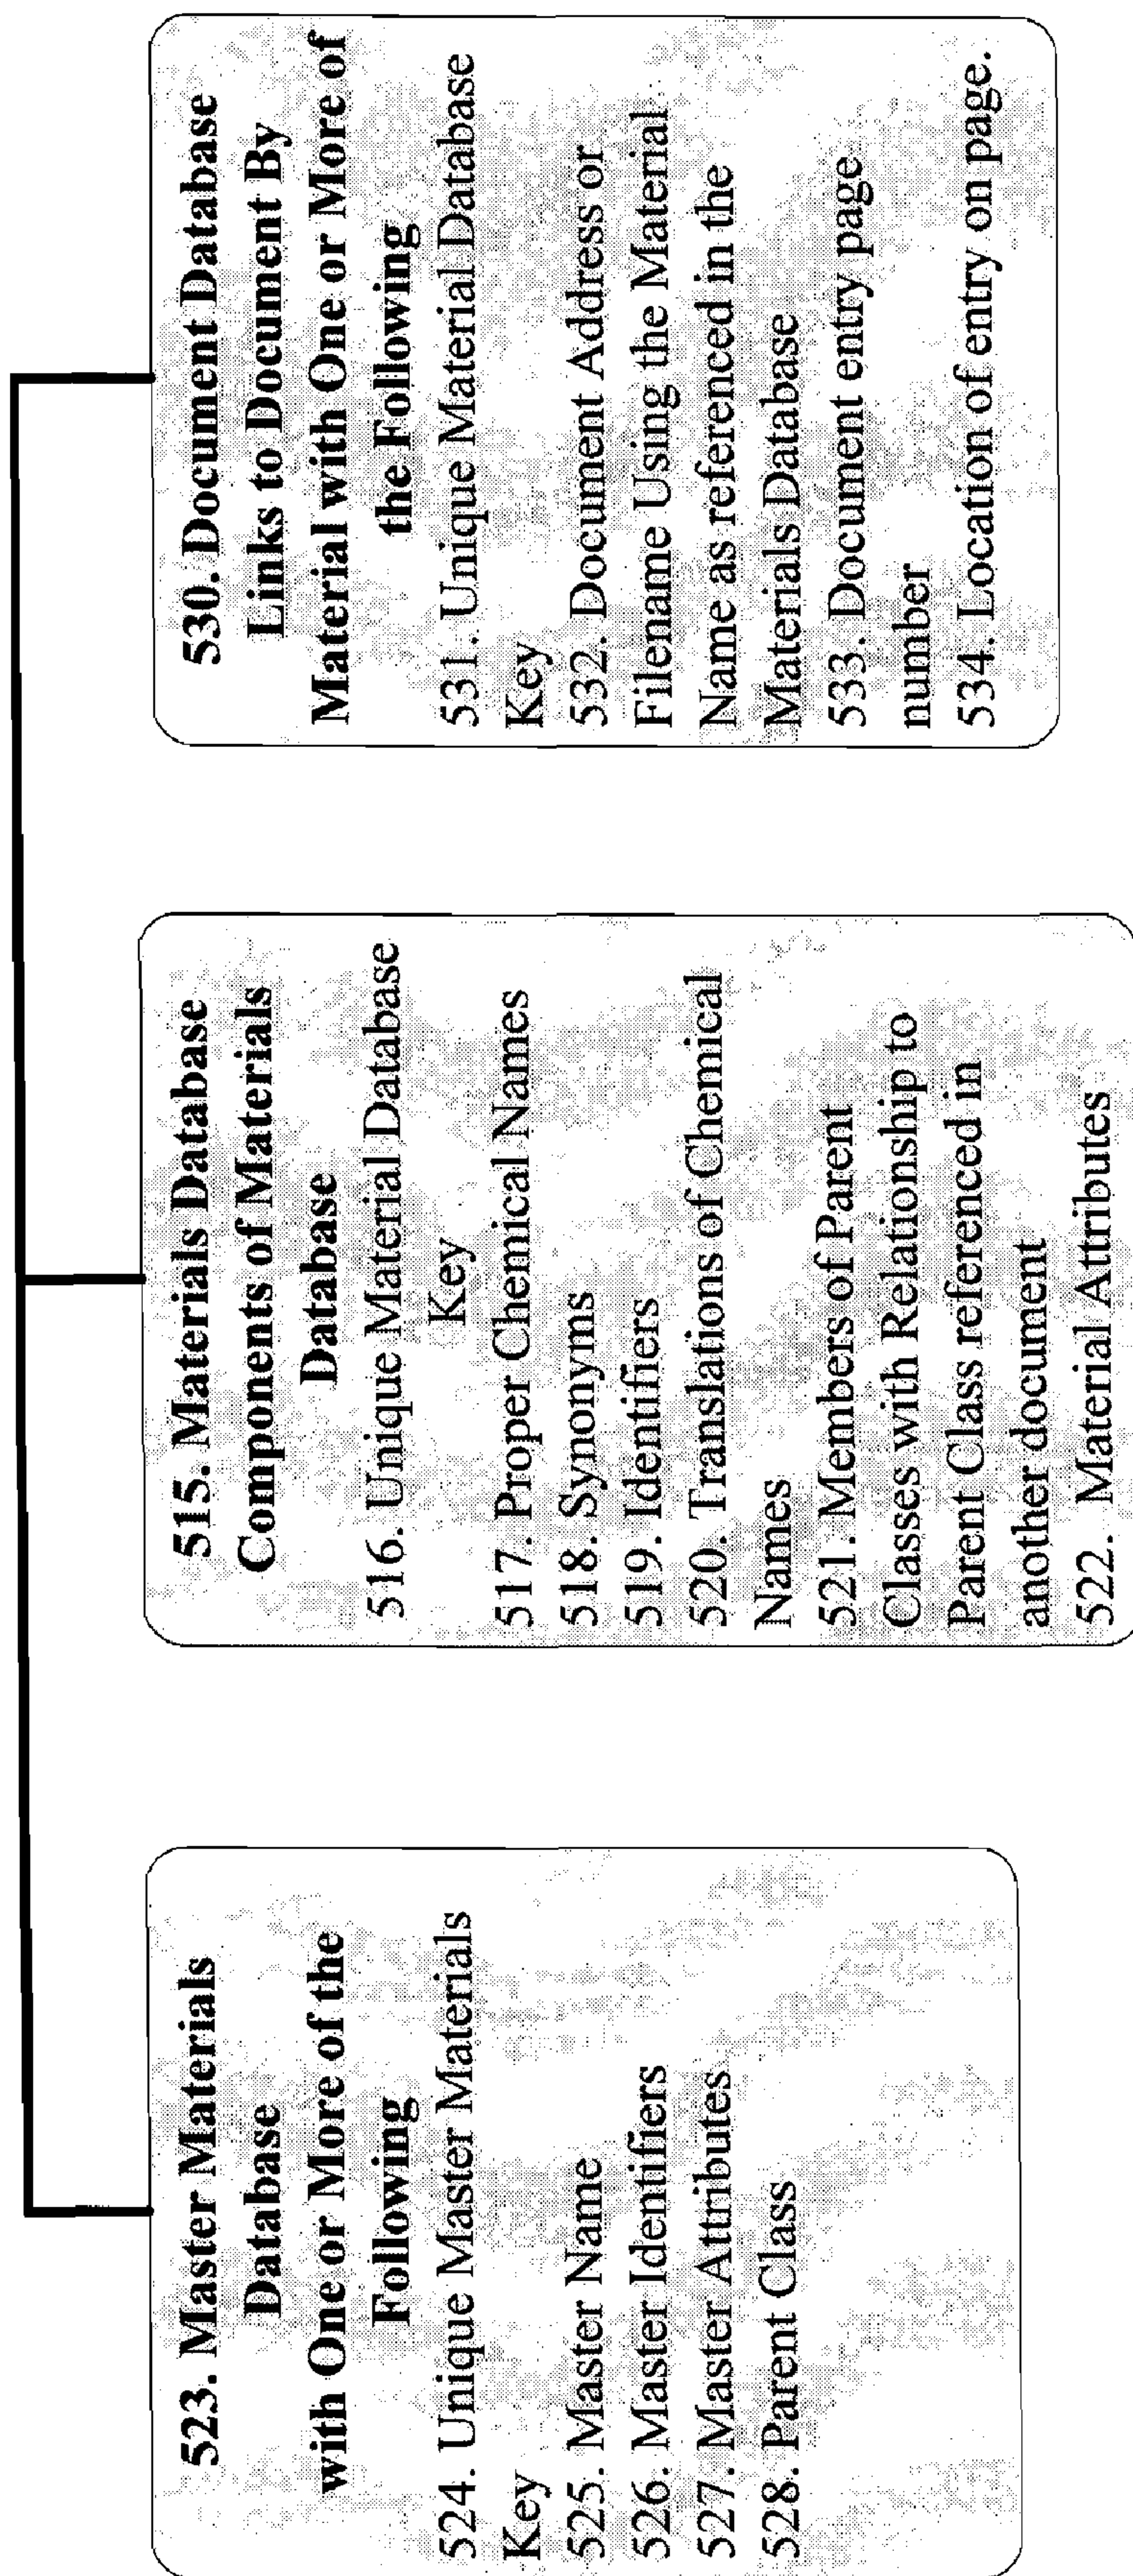 523. Master Materials
Database
with One or More of the
Following
524. Unique Master Materials
Key
525. Master Name
526. Master Identifiers
527. Master Attributes
528. Parent Class
515. Materials Database
Components of Materials
Database
516. Unique Material Database
Key
517. Proper Chemical Names
518. Synonyms
519. Identifiers
520. Translations of Chemical
Names
521. Members of Parent
Classes with Relationship to
Parent Class referenced in
another document
522. Material Attributes
530. Document Database
Links to Document By
Material with One or More of
the Following
531. Unique Material Database
Key
532. Document Address or
Filename Using the Material
Name as referenced in the
Materials Database
533. Document entry page
number
534. Location of entry on page.